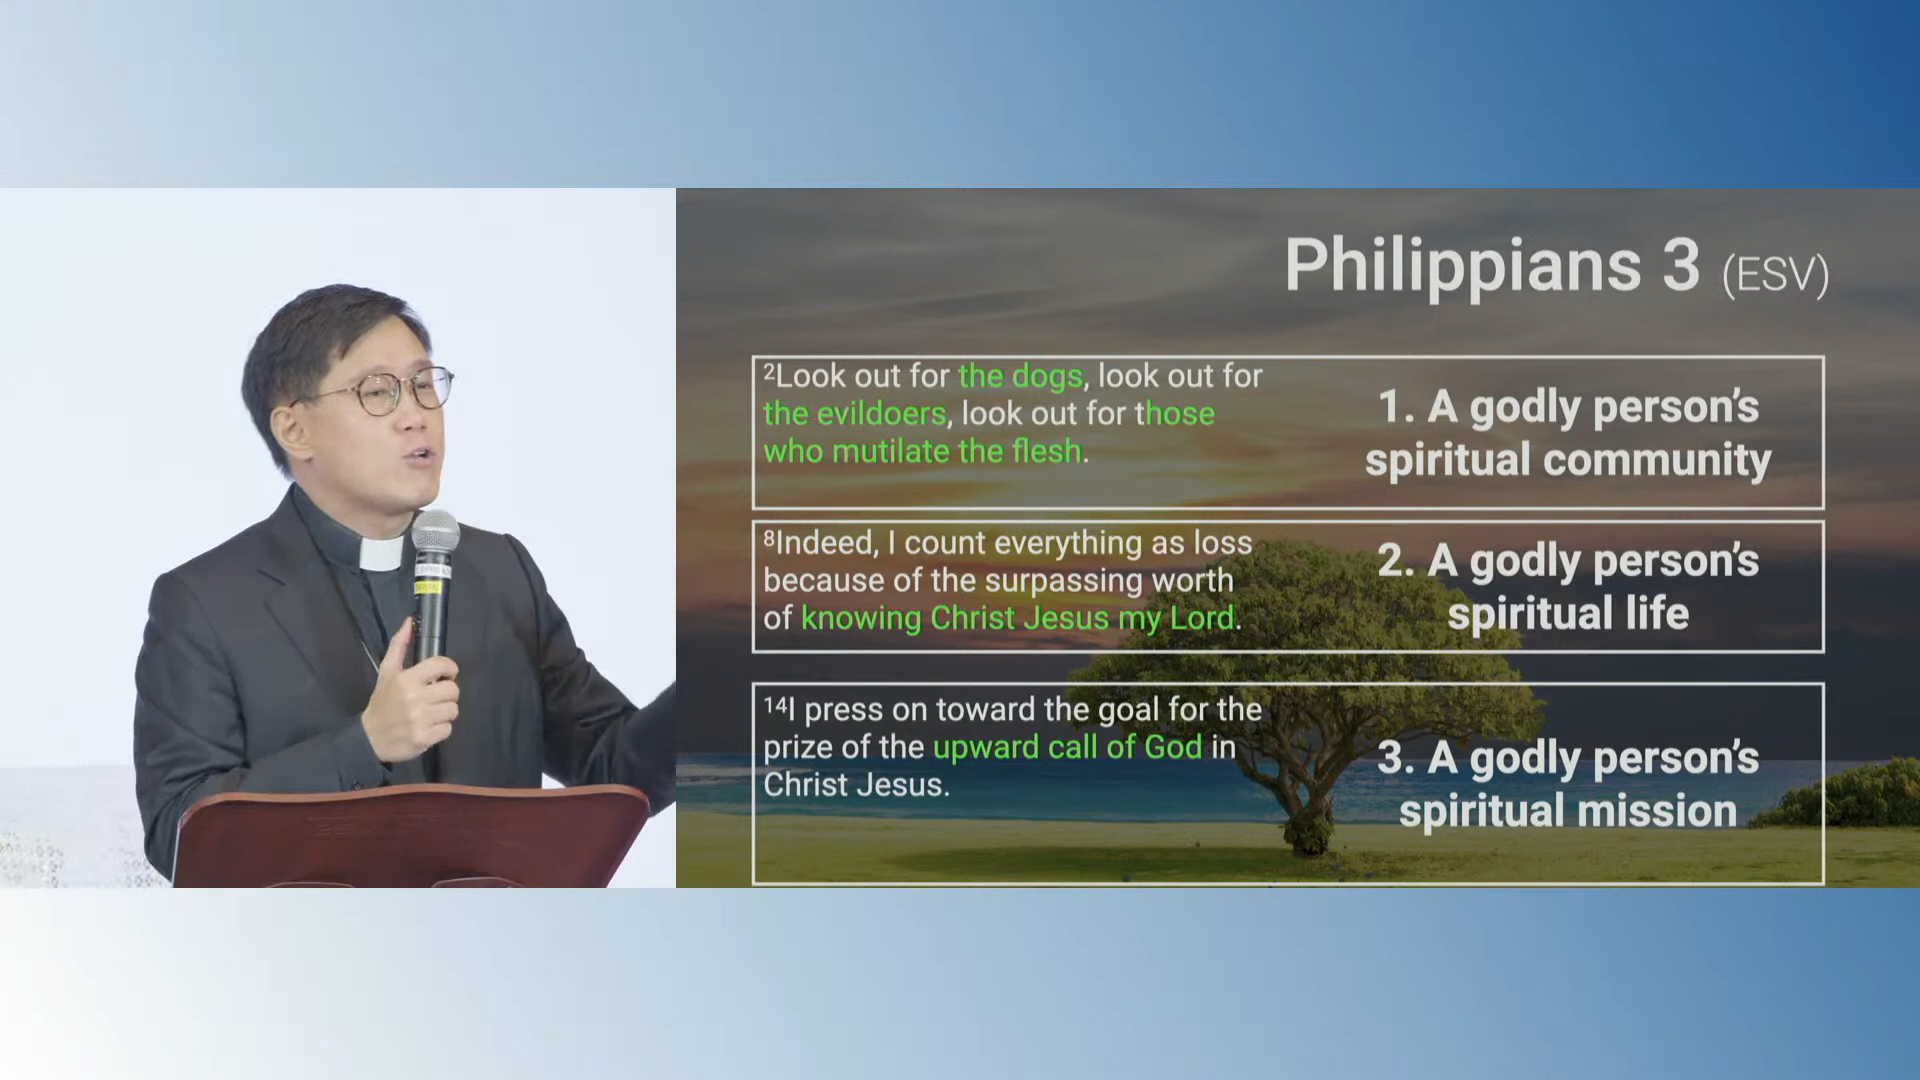 Philippians 3 (ESV)
²Look out for the dogs, look out for
the evildoers, look out for those
who mutilate the flesh.
1. A godly person’s
spiritual community
⁸Indeed, I count everything as loss
because of the surpassing worth
of knowing Christ Jesus my Lord.
2. A godly person’s
spiritual life
¹⁴I press on toward the goal for the
prize of the upward call of God in
Christ Jesus.
3. A godly person’s
spiritual mission